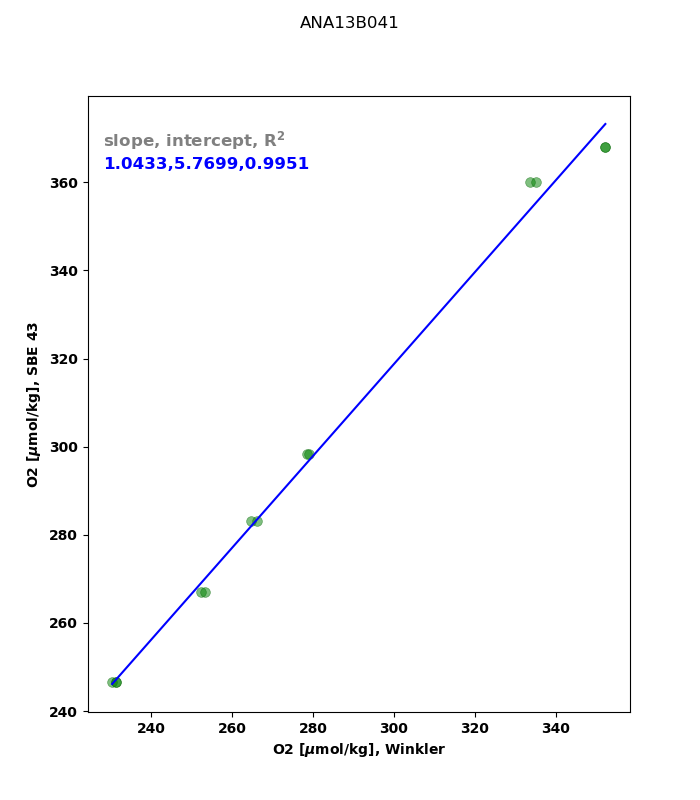 ANA13B041
slope, intercept, R²
1.0433,5.7699,0.9951
360
340
320
300
280
260
240
O2 [μmol/kg], SBE 43
240 260 280 300 320 340
O2 [μmol/kg], Winkler